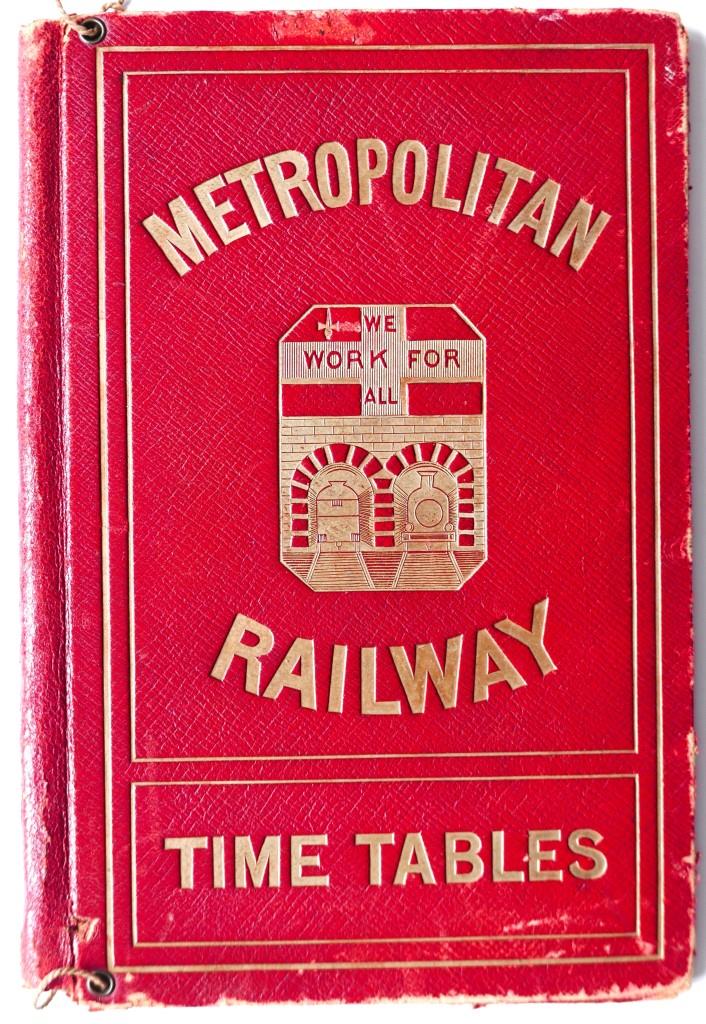 METROPOLITAN
WE
WORK FOR
ALL
RAILWAY
TIME TABLES